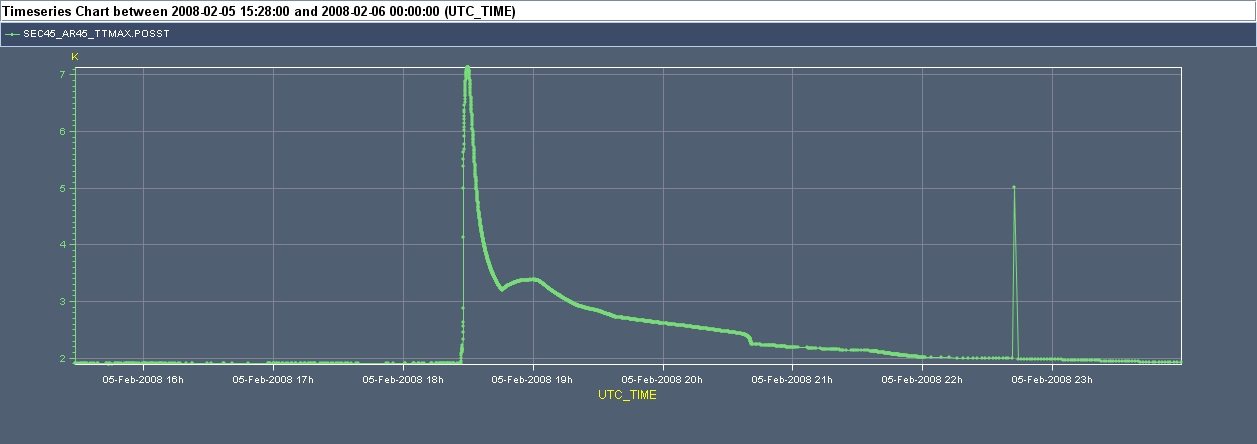 Timeseries Chart between 2008-02-05 15:28:00 and 2008-02-06 00:00:00 (UTC_TIME)
SEC45_AR45_TTMAX.POSST
K
7
6
5
4
3
2
05-Feb-2008 16h 05-Feb-2008 17h 05-Feb-2008 18h 05-Feb-2008 19h 05-Feb-2008 20h 05-Feb-2008 21h 05-Feb-2008 22h 05-Feb-2008 23h
UTC_TIME